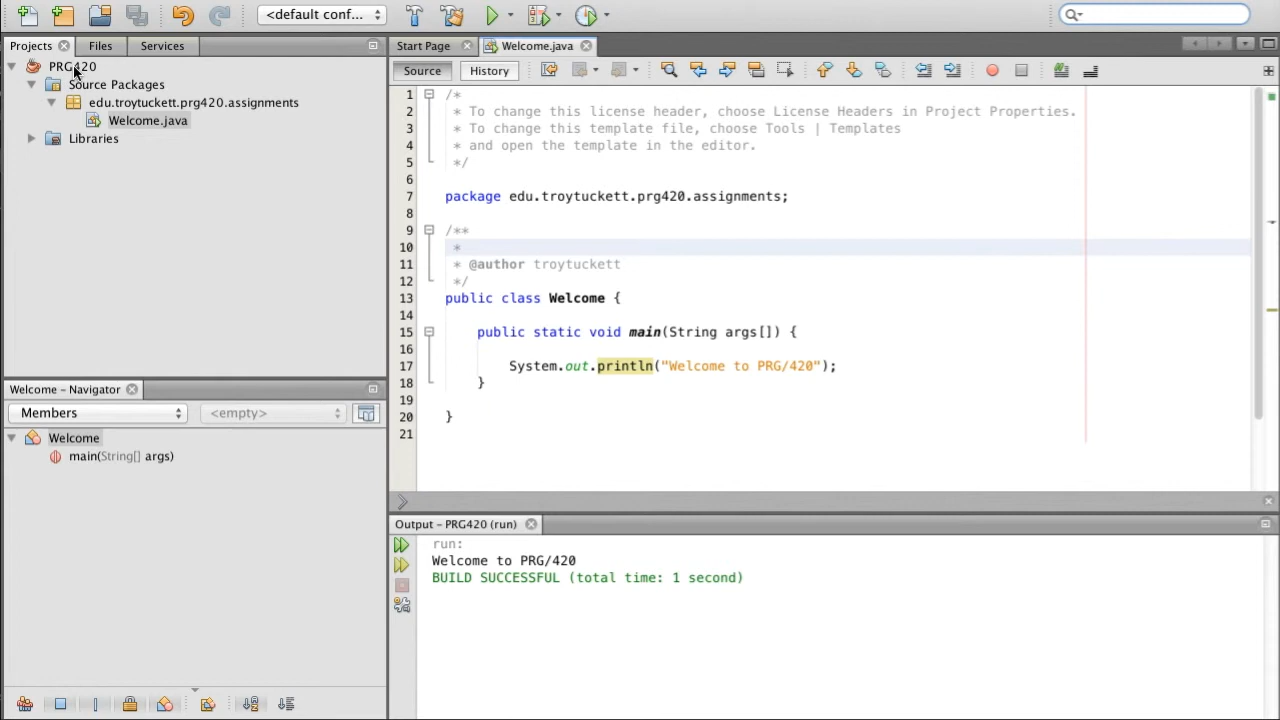 <default conf...
Projects
Files
Services
PRG420
Source Packages
edu.troytuckett.prg420.assignments
Welcome.java
Libraries
Welcome – Navigator
Members
<empty>
Welcome
main(String[] args)
Start Page
Welcome.java
Source
History
1 /*
2 * To change this license header, choose License Headers in Project Properties.
3 * To change this template file, choose Tools | Templates
4 * and open the template in the editor.
5 */
6
7 package edu.troytuckett.prg420.assignments;
8
9 /**
10 *
11 * @author troytuckett
12 */
13 public class Welcome {
14
15 public static void main(String args[]) {
16
17 System.out.println("Welcome to PRG/420");
18 }
19
20 }
21
Output – PRG420 (run)
run:
Welcome to PRG/420
BUILD SUCCESSFUL (total time: 1 second)